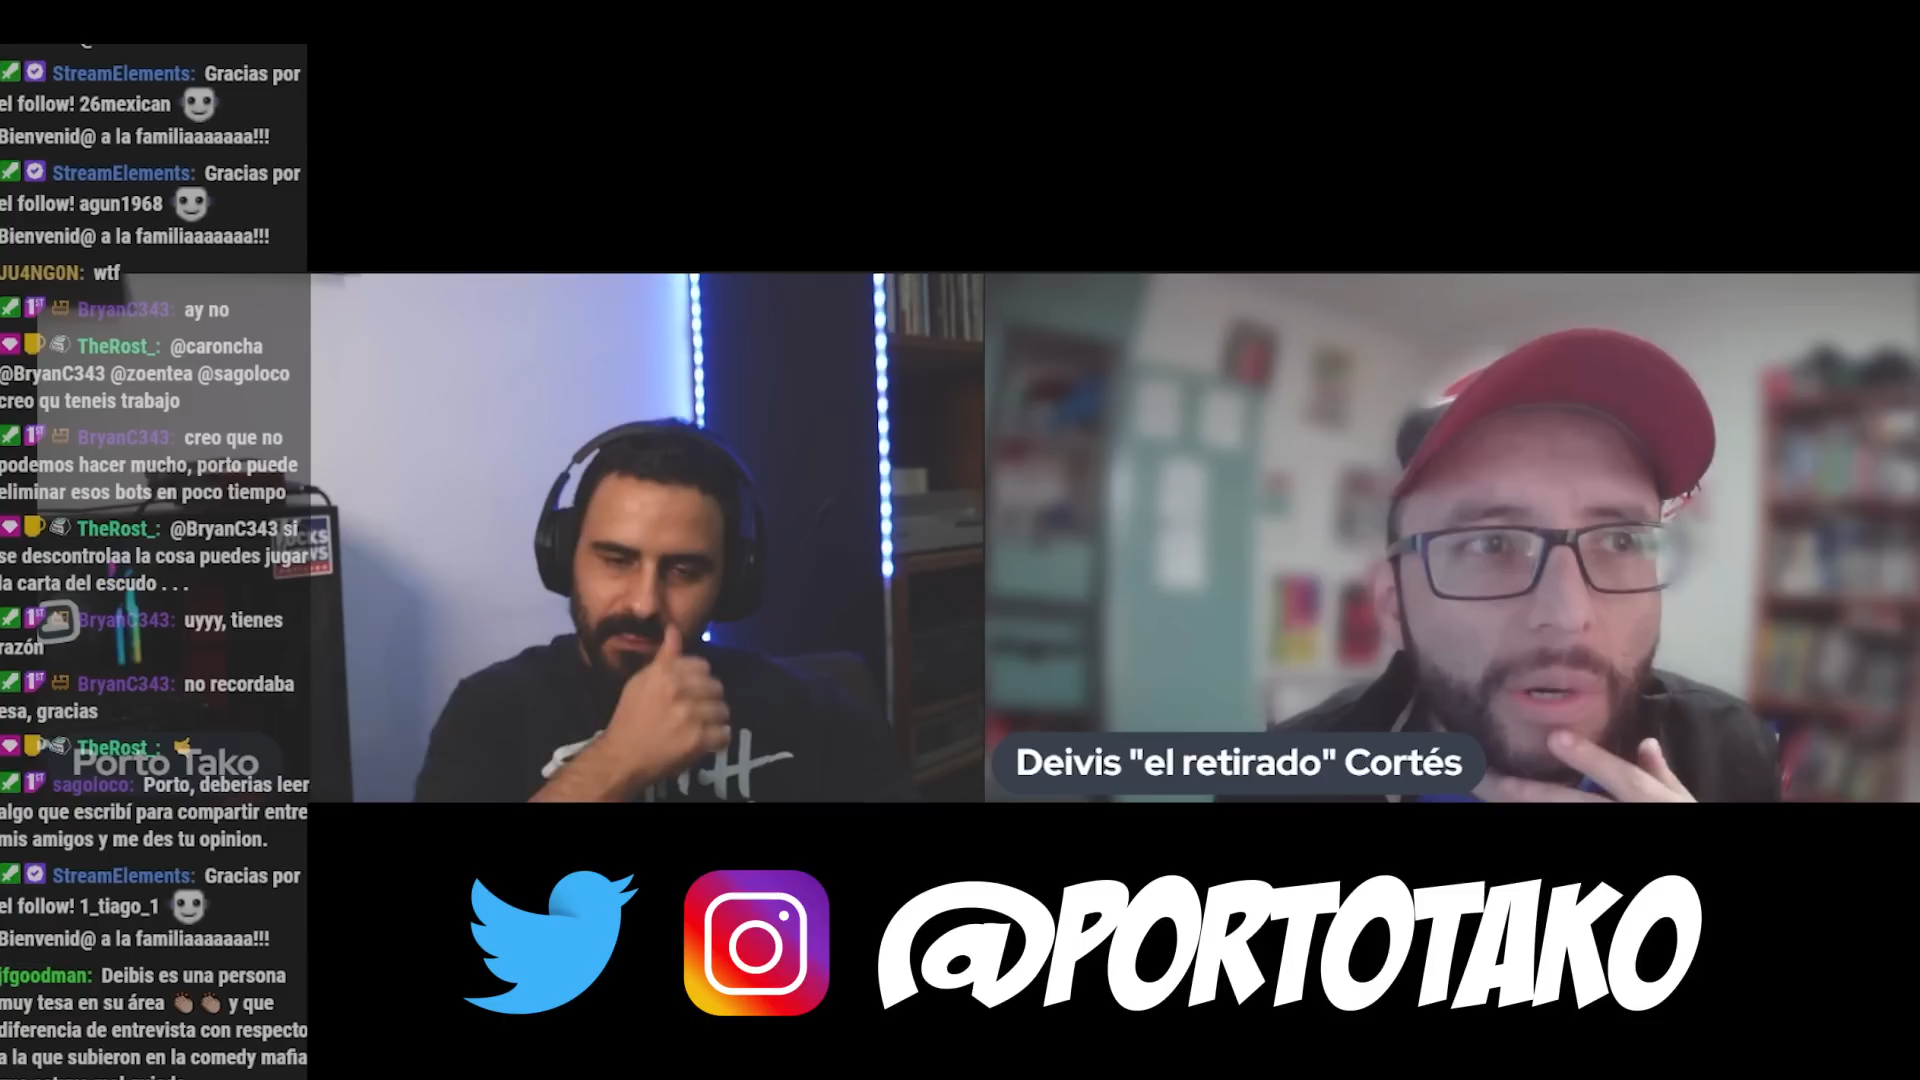 StreamElements: Gracias por
el follow! 26mexican
Bienvenid@ a la familiaaaaaaa!!!
StreamElements: Gracias por
el follow! agun1968
Bienvenid@ a la familiaaaaaaa!!!
JU4NG0N: wtf
BryanC343: ay no
TheRost_: @caroncha
@BryanC343 @zoentea @sagoloco
creo qu teneis trabajo
BryanC343: creo que no
podemos hacer mucho, porto puede
eliminar esos bots en poco tiempo
TheRost_: @BryanC343 si
se descontrolaa la cosa puedes jugar
la carta del escudo . . .
BryanC343: uyyy, tienes
razón
BryanC343: no recordaba
esa, gracias
TheRost_:
sagoloco: Porto, deberias leer
algo que escribí para compartir entre
mis amigos y me des tu opinion.
StreamElements: Gracias por
el follow! 1_tiago_1
Bienvenid@ a la familiaaaaaaa!!!
jfgoodman: Deibis es una persona
muy tesa en su área y que
diferencia de entrevista con respecto
a la que subieron en la comedy mafia
Porto Tako
Deivis "el retirado" Cortés
@PORTOTAKO